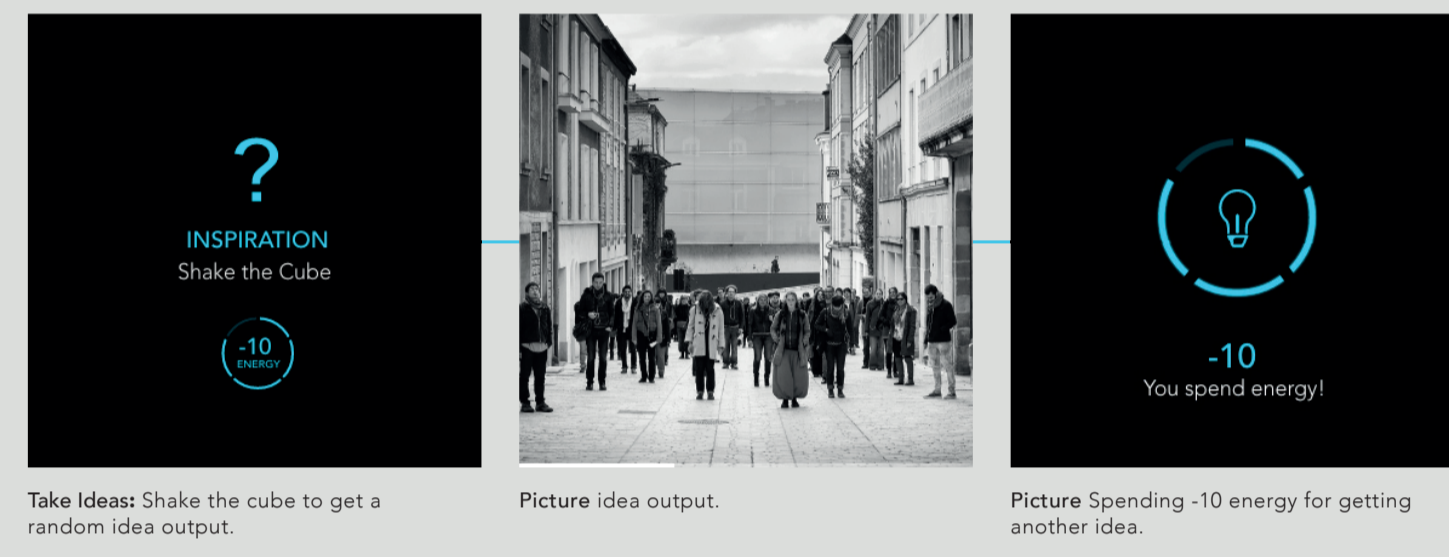 ?
INSPIRATION
Shake the Cube
-10
ENERGY
-10
You spend energy!
Take Ideas: Shake the cube to get a
random idea output.
Picture idea output.
Picture Spending -10 energy for getting
another idea.